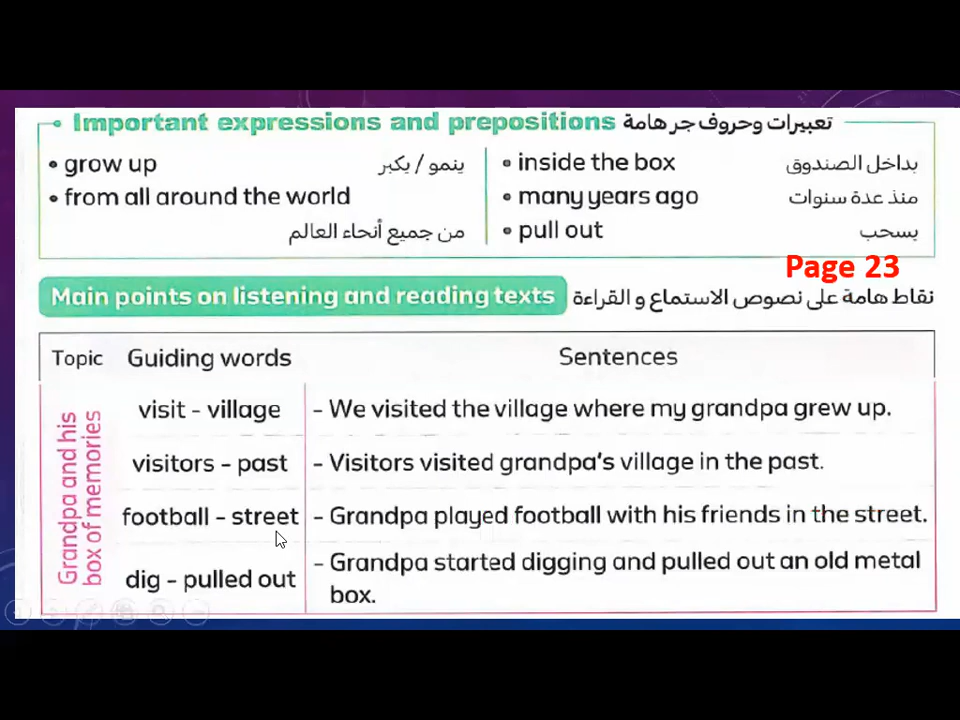 Important expressions and prepositions تعبيرات وحروف جر هامة
• grow up ينمو / يكبر
• from all around the world
من جميع أنحاء العالم
• inside the box بداخل الصندوق
• many years ago منذ عدة سنوات
• pull out يسحب
Page 23
Main points on listening and reading texts نقاط هامة على نصوص الاستماع و القراءة
Topic Guiding words Sentences
Grandpa and his
box of memories
visit - village - We visited the village where my grandpa grew up.
visitors - past - Visitors visited grandpa's village in the past.
football - street - Grandpa played football with his friends in the street.
dig - pulled out - Grandpa started digging and pulled out an old metal
box.